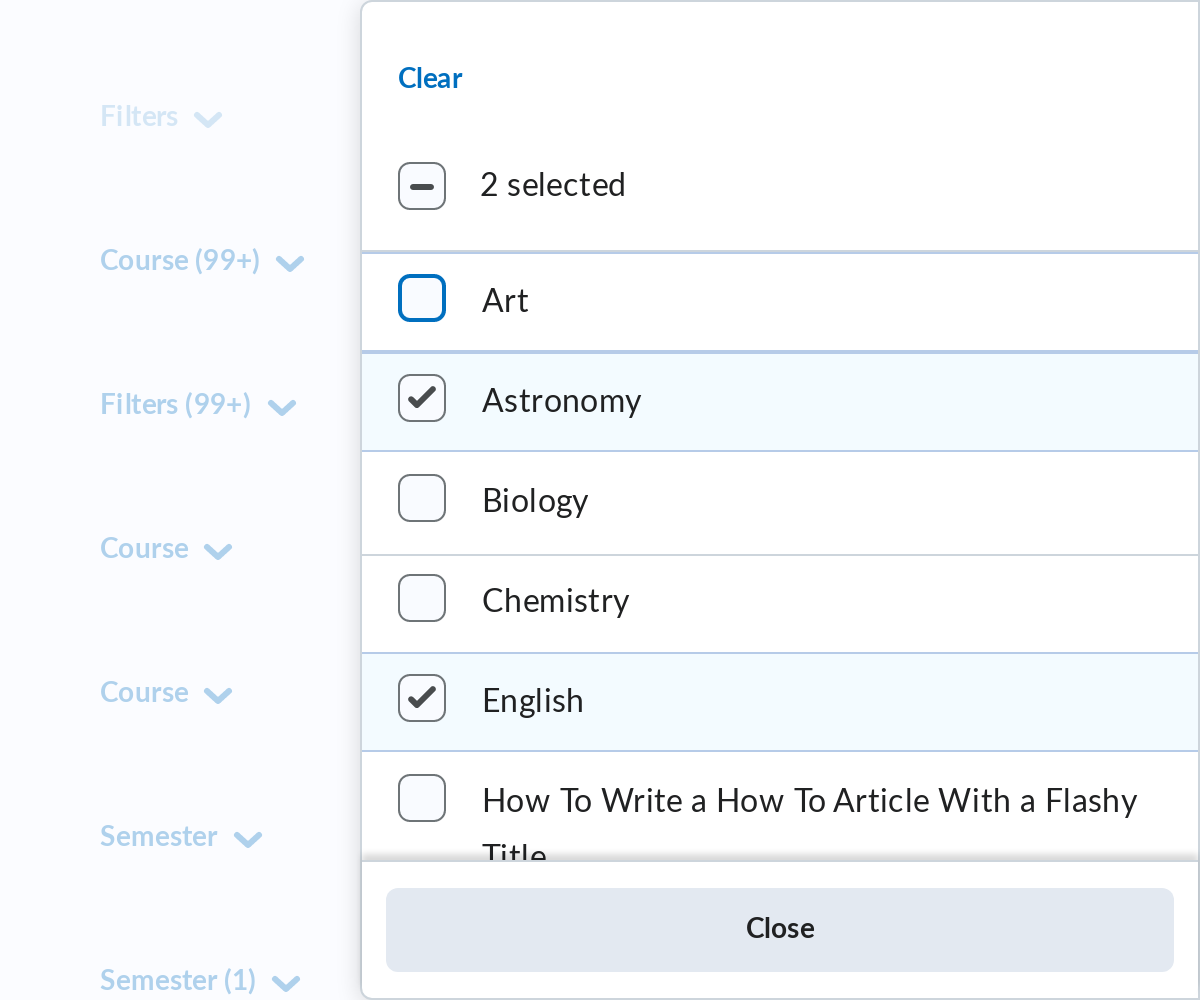 Filters
Course (99+)
Filters (99+)
Course
Course
Semester
Semester (1)
Clear
2 selected
Art
Astronomy
Biology
Chemistry
English
How To Write a How To Article With a Flashy
Title
Close